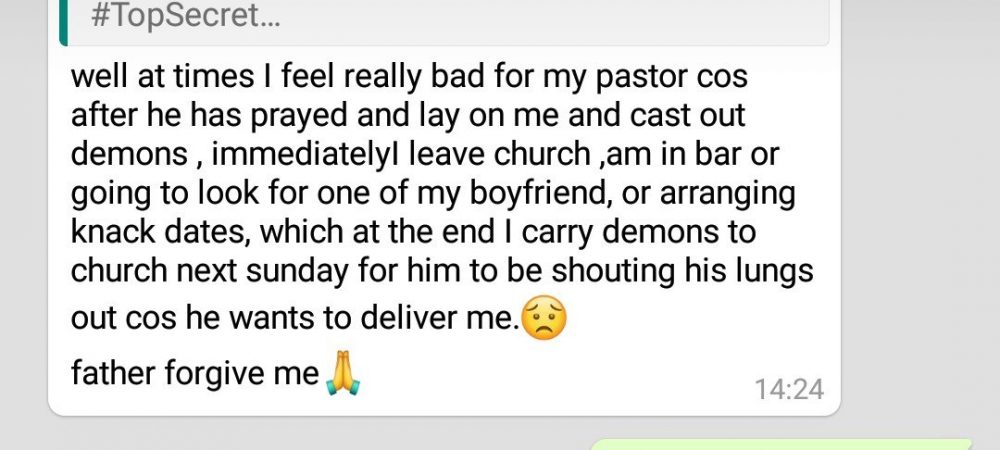 #TopSecret...
well at times I feel really bad for my pastor cos
after he has prayed and lay on me and cast out
demons , immediatelyI leave church ,am in bar or
going to look for one of my boyfriend, or arranging
knack dates, which at the end I carry demons to
church next sunday for him to be shouting his lungs
out cos he wants to deliver me.😟
father forgive me🙏
14:24